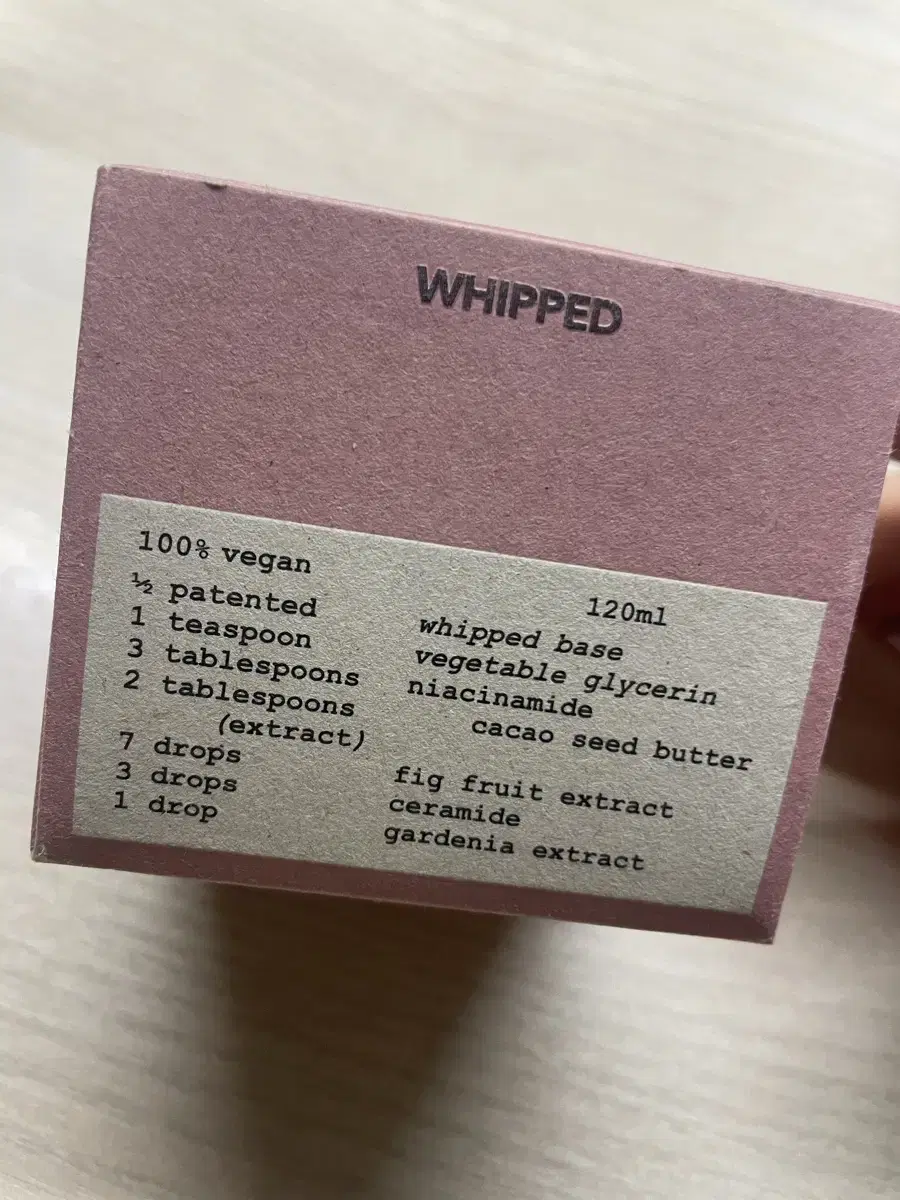 WHIPPED
100% vegan 120ml
½ patented whipped base
1 teaspoon vegetable glycerin
3 tablespoons niacinamide
2 tablespoons cacao seed butter
(extract)
7 drops fig fruit extract
3 drops ceramide
1 drop gardenia extract